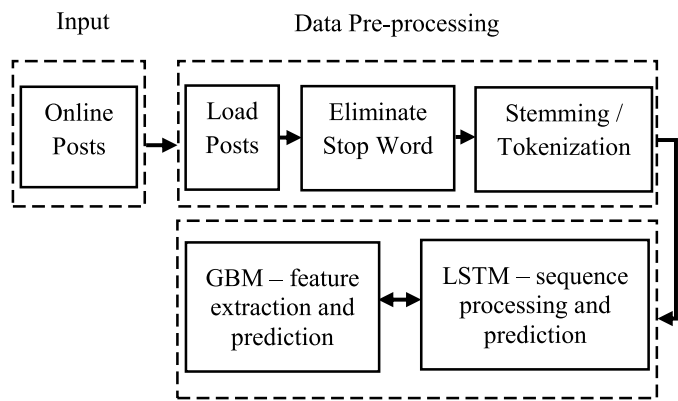 Input
Data Pre-processing
Online
Posts
Load
Posts
Eliminate
Stop Word
Stemming /
Tokenization
GBM – feature
extraction and
prediction
LSTM – sequence
processing and
prediction